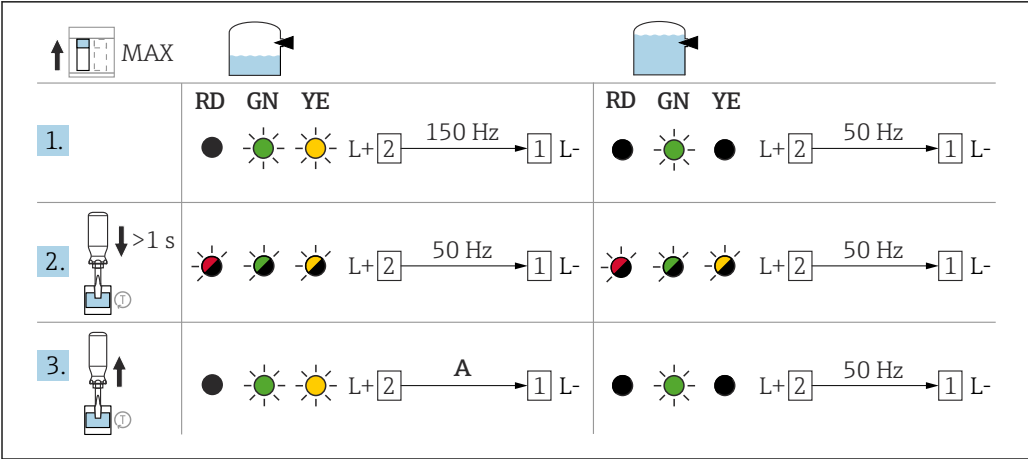 MAX
RD GN YE
RD GN YE
1.
L+ 2 150 Hz 1 L-
L+ 2 50 Hz 1 L-
2.
>1 s
T
L+ 2 50 Hz 1 L-
L+ 2 50 Hz 1 L-
3.
T
L+ 2 A 1 L-
L+ 2 50 Hz 1 L-